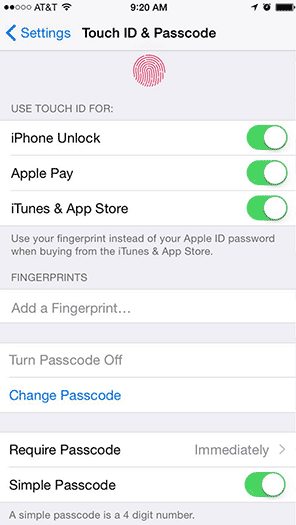 AT&T 9:20 AM
Settings Touch ID & Passcode
USE TOUCH ID FOR:
iPhone Unlock
Apple Pay
iTunes & App Store
Use your fingerprint instead of your Apple ID password
when buying from the iTunes & App Store.
FINGERPRINTS
Add a Fingerprint…
Turn Passcode Off
Change Passcode
Require Passcode Immediately
Simple Passcode
A simple passcode is a 4 digit number.